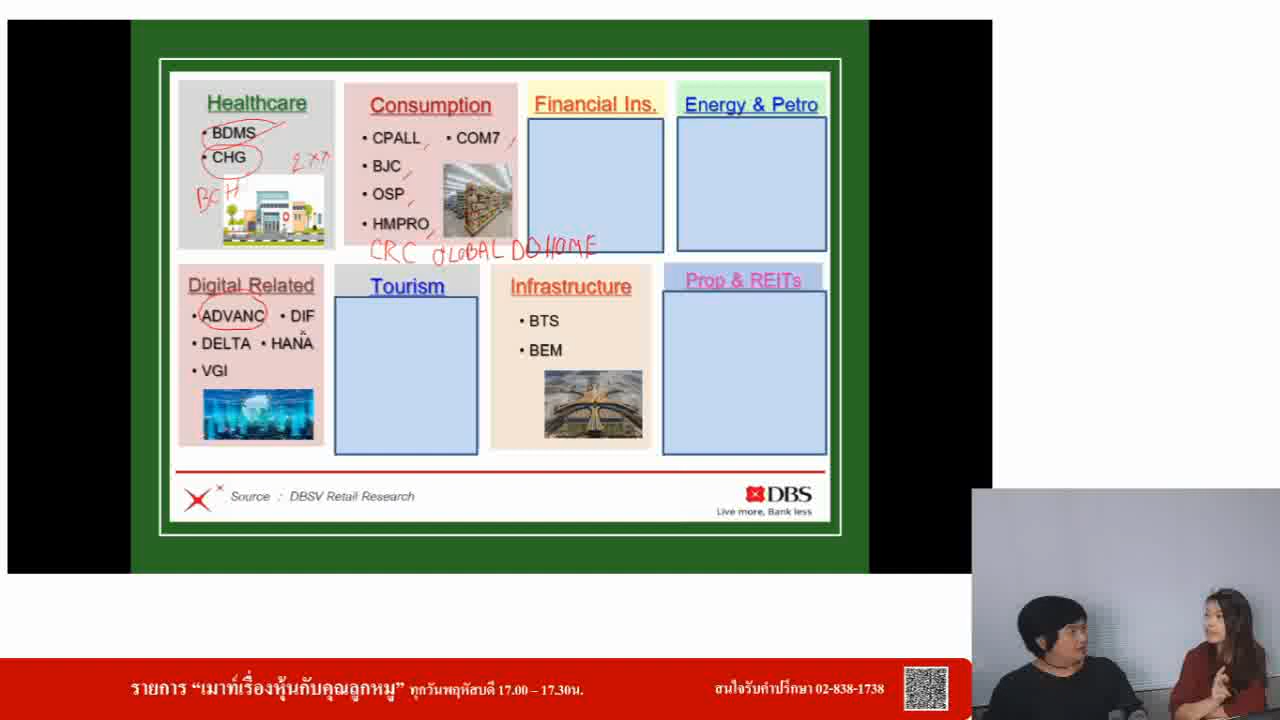 Healthcare
• BDMS
• CHG
BCH
Consumption
• CPALL • COM7
• BJC
• OSP
• HMPRO
CRC GLOBAL DOHOME
Financial Ins.
Energy & Petro
Digital Related
• ADVANC • DIF
• DELTA • HANA
• VGI
Tourism
Infrastructure
• BTS
• BEM
Prop & REITs
Source : DBSV Retail Research
DBS
Live more, Bank less
รายการ “เมาท์เรื่องหุ้นกับคุณลูกหมู” ทุกวันพฤหัสบดี 17.00 – 17.30น.
สนใจรับคำปรึกษา 02-838-1738